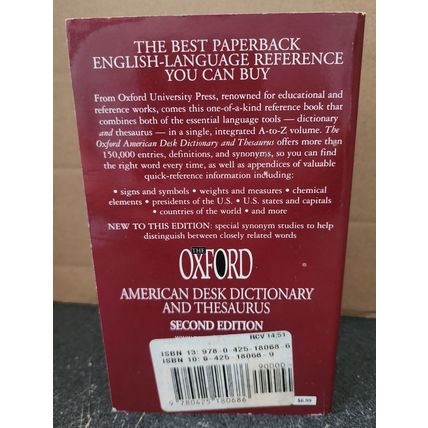 THE BEST PAPERBACK
ENGLISH-LANGUAGE REFERENCE
YOU CAN BUY
From Oxford University Press, renowned for educational and
reference works, comes this one-of-a-kind reference book that
combines both of the essential language tools — dictionary
and thesaurus — in a single, integrated A-to-Z volume. The
Oxford American Desk Dictionary and Thesaurus offers more than
150,000 entries, definitions, and synonyms, so you can find
the right word every time, as well as appendices of valuable
quick-reference information including:
• signs and symbols • weights and measures • chemical
elements • presidents of the U.S. • U.S. states and capitals
• countries of the world • and more
NEW TO THIS EDITION: special synonym studies to help
distinguish between closely related words
THE
OXFORD
AMERICAN DESK DICTIONARY
AND THESAURUS
SECOND EDITION
RCV 14:51
ISBN 13: 978-0-425-18068-6
ISBN 10: 0-425-18068-9
90000
9 780425 180686
$6.99